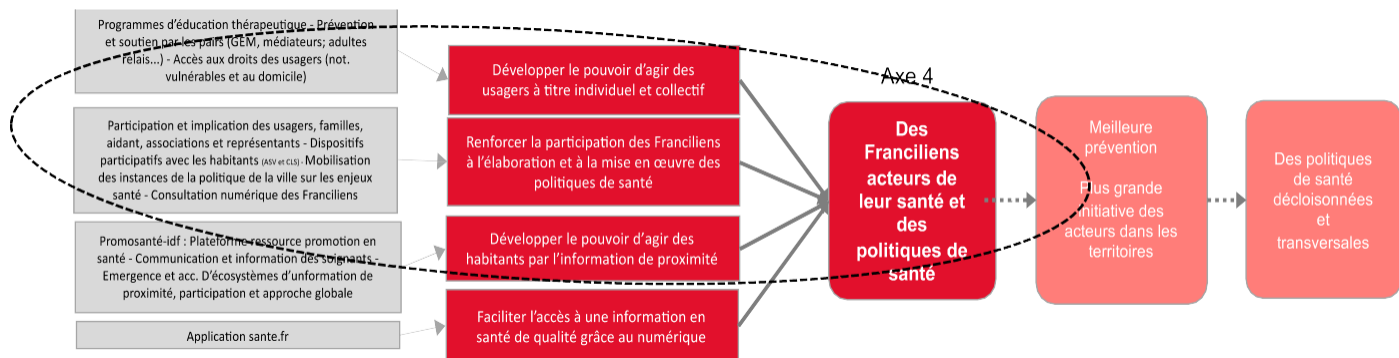 Programmes d'éducation thérapeutique - Prévention
et soutien par les pairs (GEM, médiateurs; adultes
relais...) - Accès aux droits des usagers (not.
vulnérables et au domicile)
Développer le pouvoir d'agir des
usagers à titre individuel et collectif
Participation et implication des usagers, familles,
aidant, associations et représentants - Dispositifs
participatifs avec les habitants (ASV et CLS) - Mobilisation
des instances de la politique de la ville sur les enjeux
santé - Consultation numérique des Franciliens
Renforcer la participation des Franciliens
à l'élaboration et à la mise en œuvre des
politiques de santé
Promosanté-idf : Plateforme ressource promotion en
santé - Communication et information des soignants -
Emergence et acc. D'écosystèmes d'unformation de
proximité, participation et approche globale
Développer le pouvoir d'agir des
habitants par l'information de proximité
Application sante.fr
Faciliter l'accès à une information en
santé de qualité grâce au numérique
Axe 4
Des
Franciliens
acteurs de
leur santé et
des
politiques de
santé
Meilleure
prévention
Plus grande
initiative des
acteurs dans les
territoires
Des politiques
de santé
décloisonnées
et
transversales